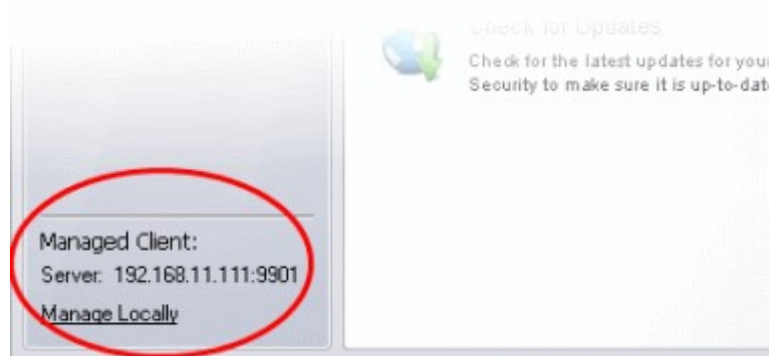 Check for Updates
Check for the latest updates for your
Security to make sure it is up-to-date
Managed Client:
Server: 192.168.11.111:9901
Manage Locally